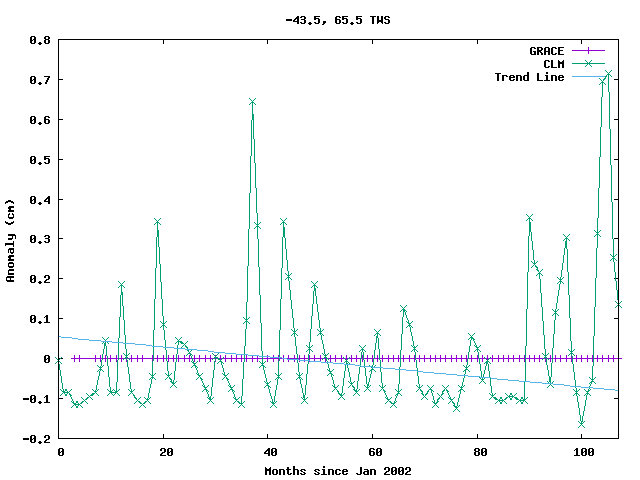 -43.5, 65.5 TWS
GRACE
CLM
Trend Line
0.8
0.7
0.6
0.5
0.4
0.3
0.2
0.1
0
-0.1
-0.2
Anomaly (cm)
0 20 40 60 80 100
Months since Jan 2002